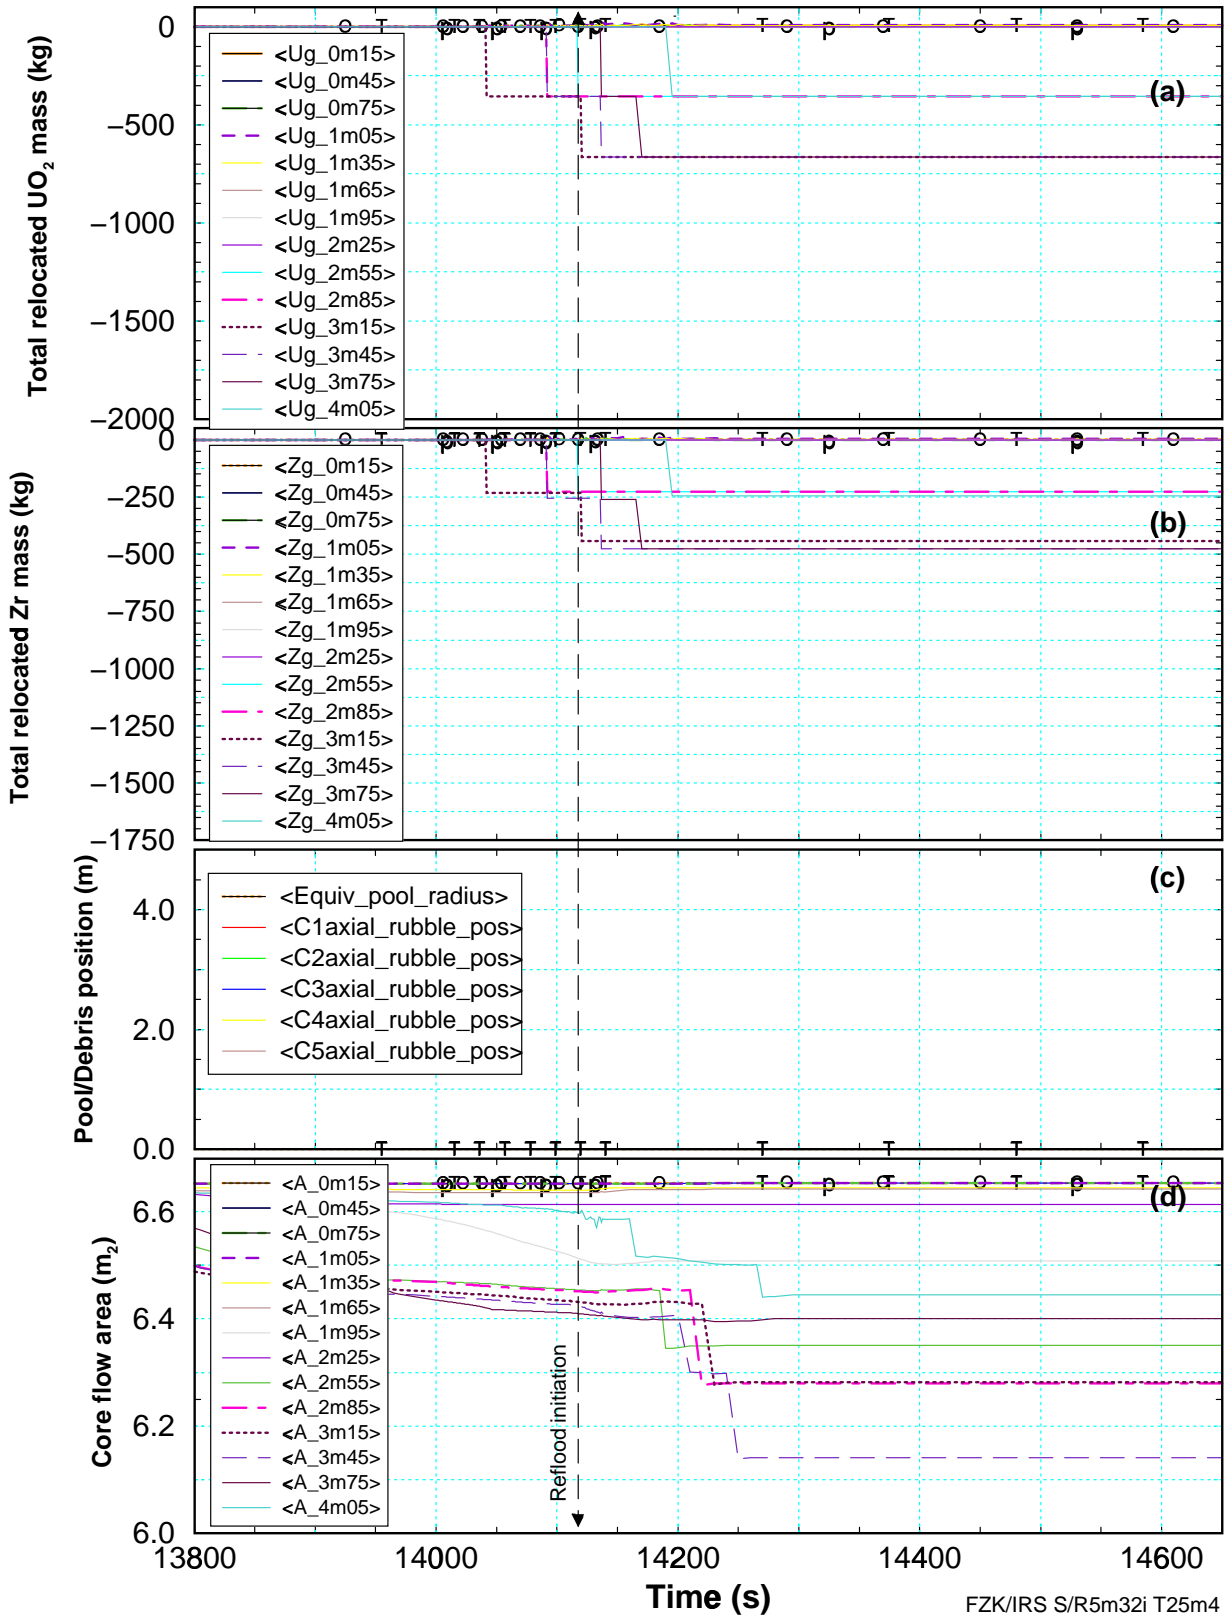 Total relocated UO2 mass (kg)
0
−500
−1000
−1500
−2000
<Ug_0m15>
<Ug_0m45>
<Ug_0m75>
<Ug_1m05>
<Ug_1m35>
<Ug_1m65>
<Ug_1m95>
<Ug_2m25>
<Ug_2m55>
<Ug_2m85>
<Ug_3m15>
<Ug_3m45>
<Ug_3m75>
<Ug_4m05>
(a)
Total relocated Zr mass (kg)
0
−250
−500
−750
−1000
−1250
−1500
−1750
<Zg_0m15>
<Zg_0m45>
<Zg_0m75>
<Zg_1m05>
<Zg_1m35>
<Zg_1m65>
<Zg_1m95>
<Zg_2m25>
<Zg_2m55>
<Zg_2m85>
<Zg_3m15>
<Zg_3m45>
<Zg_3m75>
<Zg_4m05>
(b)
Pool/Debris position (m)
4.0
2.0
0.0
<Equiv_pool_radius>
<C1axial_rubble_pos>
<C2axial_rubble_pos>
<C3axial_rubble_pos>
<C4axial_rubble_pos>
<C5axial_rubble_pos>
(c)
Core flow area (m2)
6.6
6.4
6.2
6.0
<A_0m15>
<A_0m45>
<A_0m75>
<A_1m05>
<A_1m35>
<A_1m65>
<A_1m95>
<A_2m25>
<A_2m55>
<A_2m85>
<A_3m15>
<A_3m45>
<A_3m75>
<A_4m05>
(d)
Reflood initiation
13800 14000 14200 14400 14600
Time (s)
FZK/IRS S/R5m32i T25m4